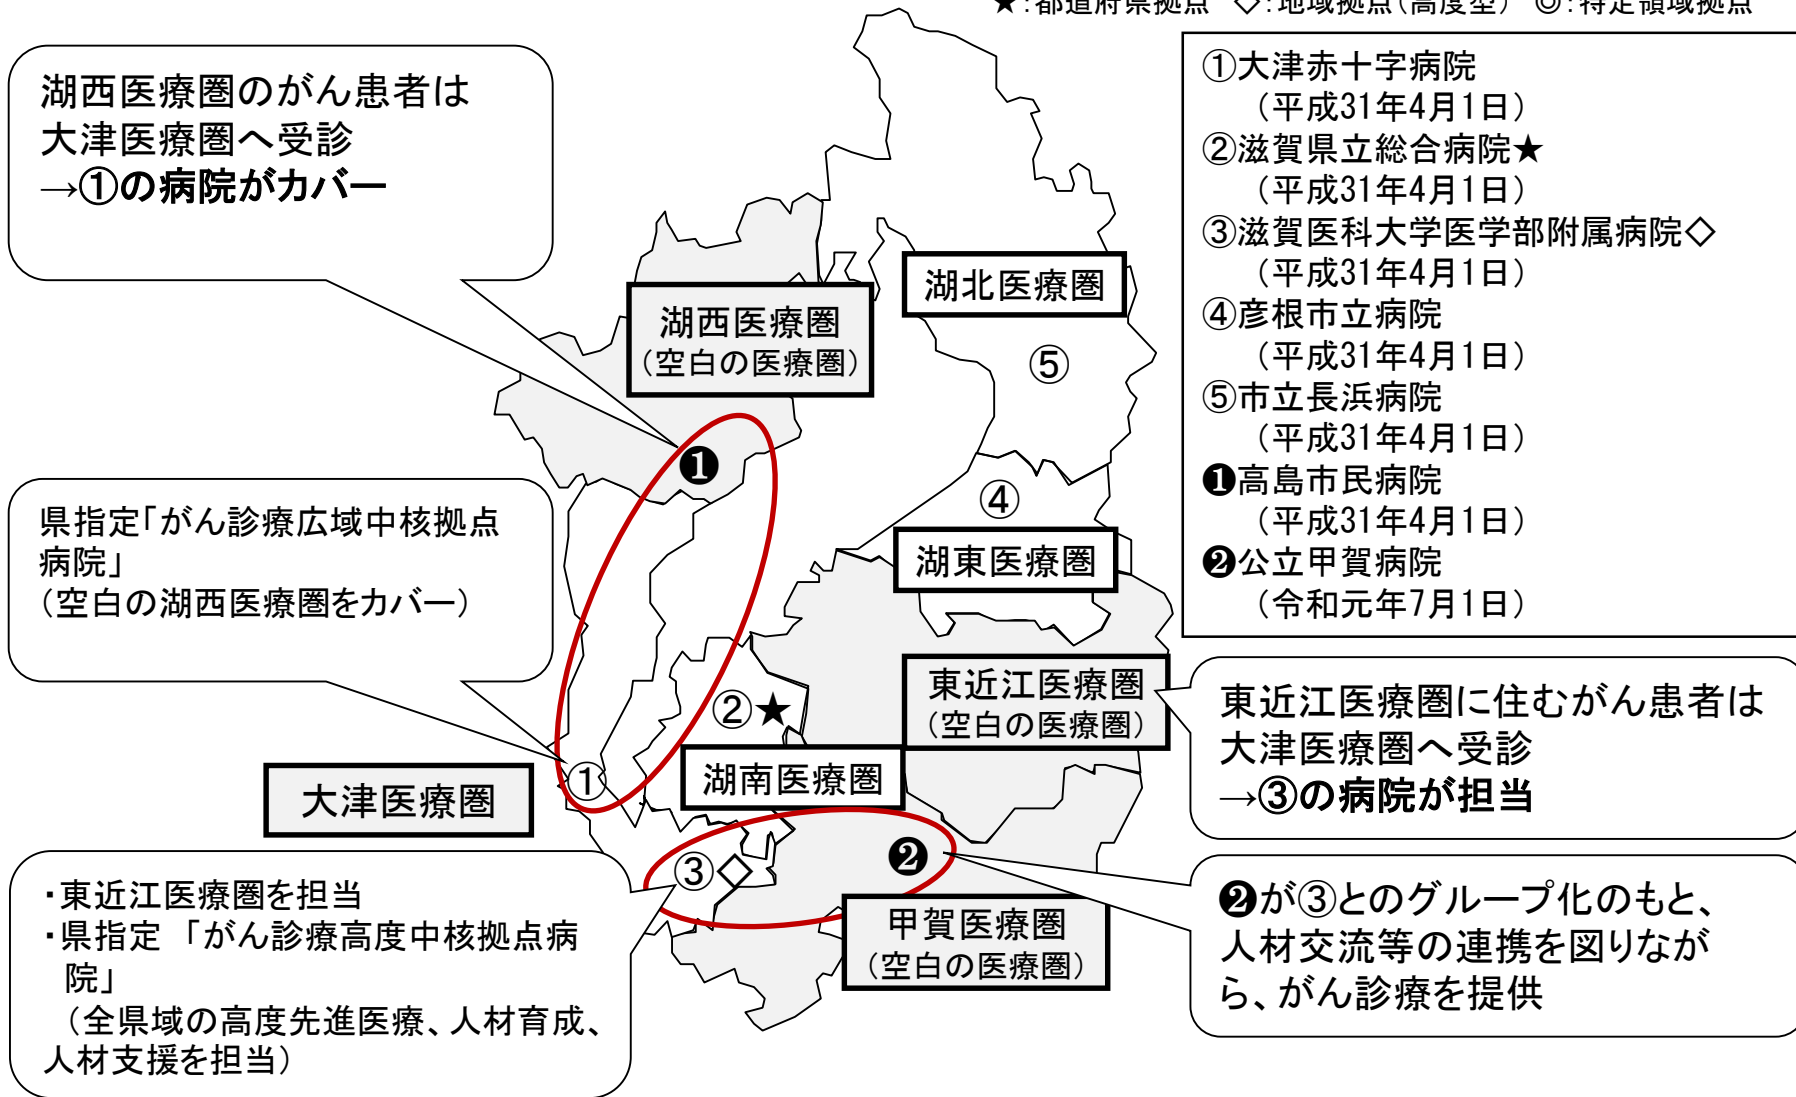 ★：都道府県拠点　◇：地域拠点（高度型）　◎：特定領域拠点
湖西医療圏のがん患者は
大津医療圏へ受診
→①の病院がカバー
①大津赤十字病院
（平成31年4月1日）
②滋賀県立総合病院★
（平成31年4月1日）
③滋賀医科大学医学部附属病院◇
（平成31年4月1日）
④彦根市立病院
（平成31年4月1日）
⑤市立長浜病院
（平成31年4月1日）
❶高島市民病院
（平成31年4月1日）
❷公立甲賀病院
（令和元年7月1日）
湖北医療圏
湖西医療圏
（空白の医療圏）
⑤
❶
④
湖東医療圏
県指定「がん診療広域中核拠点
病院」
（空白の湖西医療圏をカバー）
東近江医療圏
（空白の医療圏）
②★
湖南医療圏
①
大津医療圏
東近江医療圏に住むがん患者は
大津医療圏へ受診
→③の病院が担当
③◇
❷
甲賀医療圏
（空白の医療圏）
・東近江医療圏を担当
・県指定 「がん診療高度中核拠点病
院」
（全県域の高度先進医療、人材育成、
人材支援を担当）
❷が③とのグループ化のもと、
人材交流等の連携を図りなが
ら、がん診療を提供